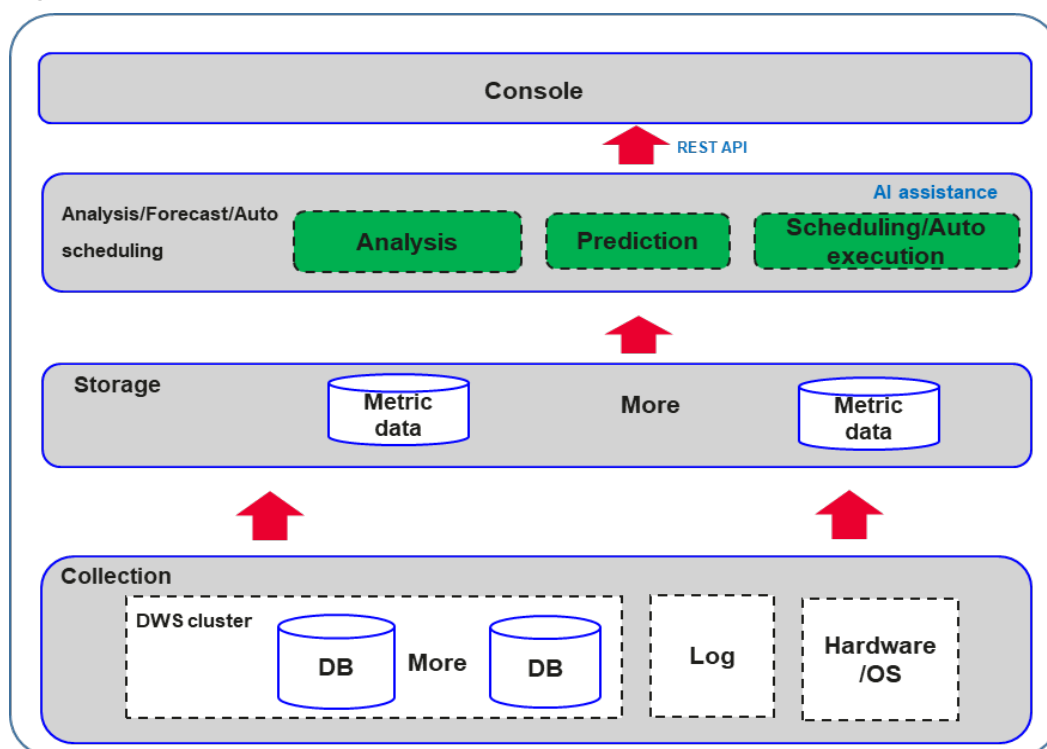 Console
REST API
AI assistance
Analysis/Forecast/Auto
scheduling
Analysis
Prediction
Scheduling/Auto
execution
Storage
Metric
data
More
Metric
data
Collection
DWS cluster
DB
More
DB
Log
Hardware
/OS